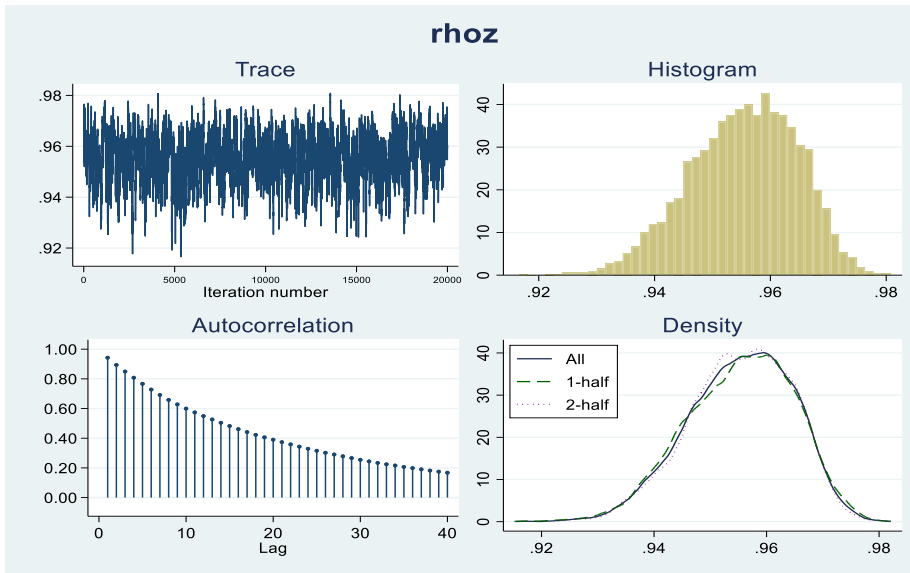 rhoz
Trace
.98
.96
.94
.92
0 5000 10000 15000 20000
Iteration number
Histogram
40
30
20
10
0
.92 .94 .96 .98
Autocorrelation
1.00
0.80
0.60
0.40
0.20
0.00
0 10 20 30 40
Lag
Density
All
1-half
2-half
40
30
20
10
0
.92 .94 .96 .98